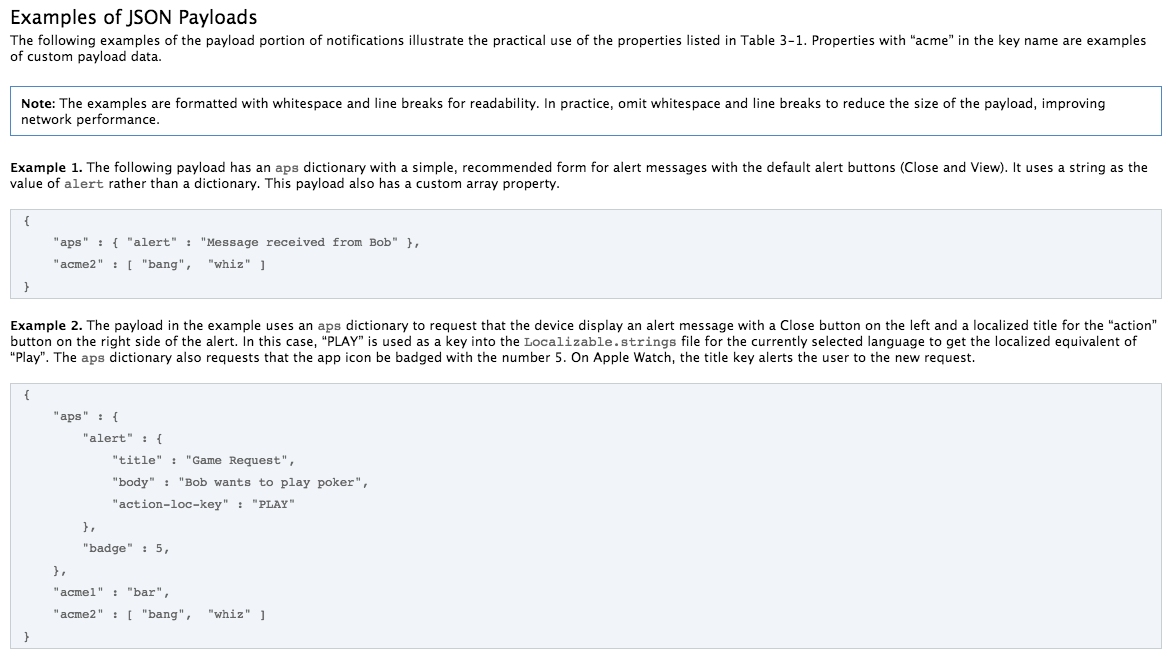 Examples of JSON Payloads
The following examples of the payload portion of notifications illustrate the practical use of the properties listed in Table 3-1. Properties with “acme” in the key name are examples
of custom payload data.
Note: The examples are formatted with whitespace and line breaks for readability. In practice, omit whitespace and line breaks to reduce the size of the payload, improving
network performance.
Example 1. The following payload has an aps dictionary with a simple, recommended form for alert messages with the default alert buttons (Close and View). It uses a string as the
value of alert rather than a dictionary. This payload also has a custom array property.
{
    "aps" : { "alert" : "Message received from Bob" },
    "acme2" : [ "bang",  "whiz" ]
}
Example 2. The payload in the example uses an aps dictionary to request that the device display an alert message with a Close button on the left and a localized title for the “action”
button on the right side of the alert. In this case, “PLAY” is used as a key into the Localizable.strings file for the currently selected language to get the localized equivalent of
“Play”. The aps dictionary also requests that the app icon be badged with the number 5. On Apple Watch, the title key alerts the user to the new request.
{
    "aps" : {
        "alert" : {
            "title" : "Game Request",
            "body" : "Bob wants to play poker",
            "action-loc-key" : "PLAY"
        },
        "badge" : 5,
    },
    "acme1" : "bar",
    "acme2" : [ "bang",  "whiz" ]
}